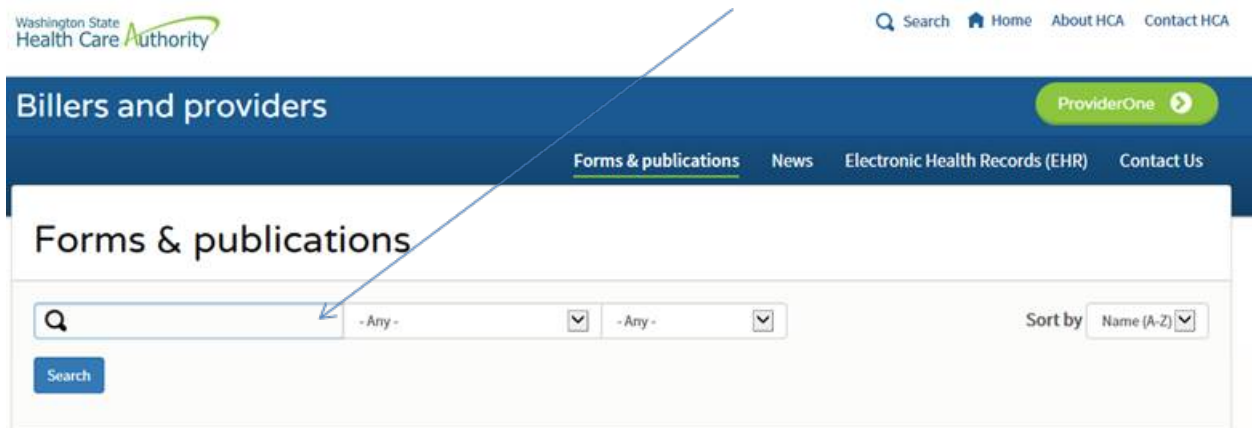 Washington State
Health Care Authority
Search Home About HCA Contact HCA
Billers and providers
ProviderOne
Forms & publications News Electronic Health Records (EHR) Contact Us
Forms & publications
- Any - - Any - Sort by Name (A-Z)
Search